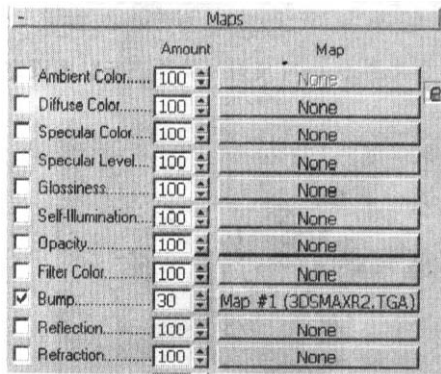 - Maps
Amount Map
Ambient Color...... 100 None
Diffuse Color....... 100 None
Specular Color..... 100 None
Specular Level.... 100 None
Glossiness........... 100 None
Self-Illumination.... 100 None
Opacity............... 100 None
Filter Color........... 100 None
Bump.................. 30 Map #1 (3DSMAXR2.TGA)
Reflection............ 100 None
Refraction........... 100 None